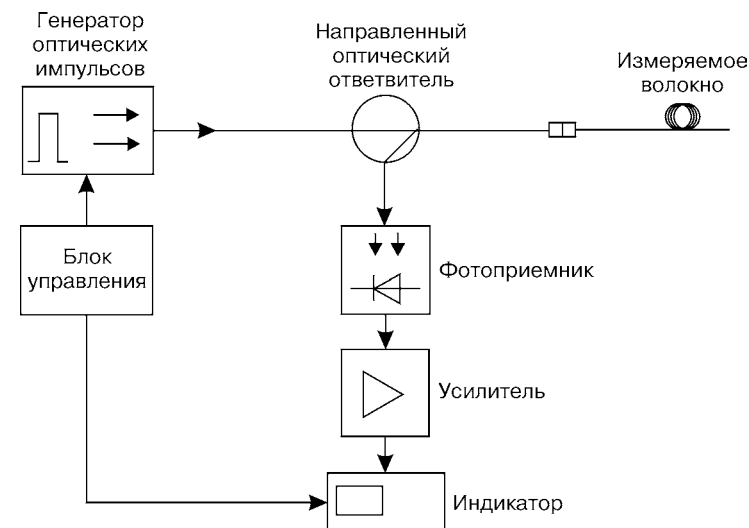 Генератор
оптических
импульсов
Направленный
оптический
ответвитель
Измеряемое
волокно
Блок
управления
Фотоприемник
Усилитель
Индикатор